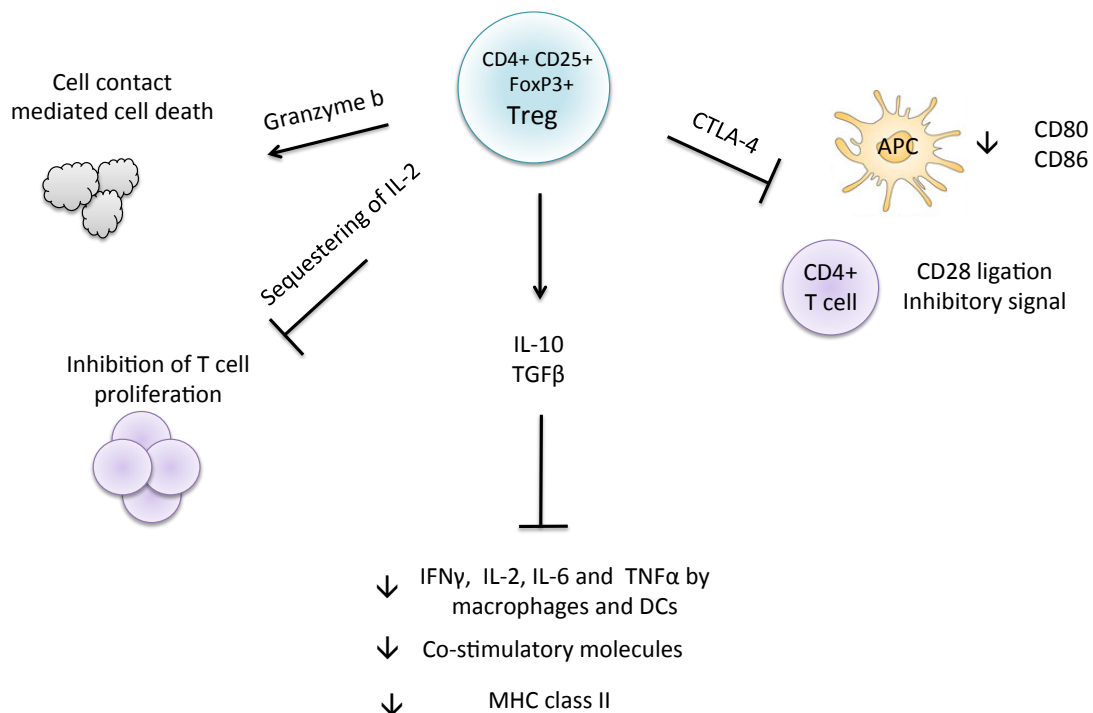 CD4+ CD25+
FoxP3+
Treg
Cell contact
mediated cell death
Granzyme b
Sequestering of IL-2
Inhibition of T cell
proliferation
IL-10
TGFβ
CTLA-4
APC
↓
CD80
CD86
CD4+
T cell
CD28 ligation
Inhibitory signal
↓ IFNγ, IL-2, IL-6 and TNFα by
macrophages and DCs
↓ Co-stimulatory molecules
↓ MHC class II